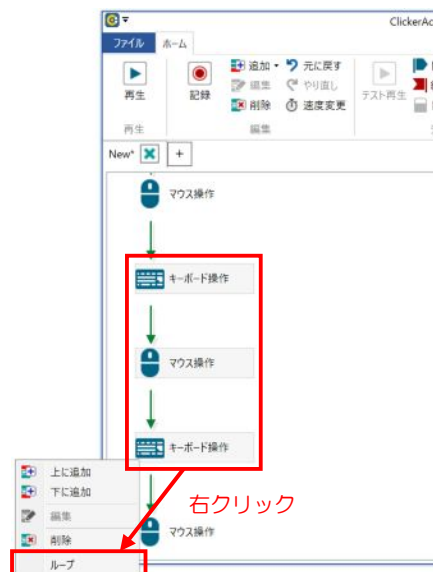 ClickerAc
ファイル ホーム
再生
記録
追加
編集
削除
元に戻す
やり直し
速度変更
テスト再生
再生
編集
New*
マウス操作
キーボード操作
マウス操作
キーボード操作
マウス操作
上に追加
下に追加
編集
削除
ループ
右クリック